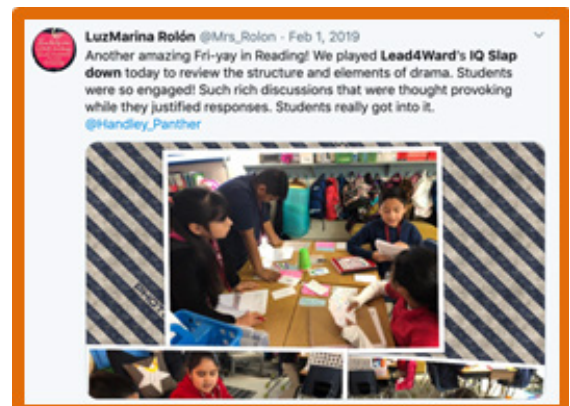 LuzMarina Rolón @Mrs_Rolon · Feb 1, 2019
Another amazing Fri-yay in Reading! We played Lead4Ward's IQ Slap
down today to review the structure and elements of drama. Students
were so engaged! Such rich discussions that were thought provoking
while they justified responses. Students really got into it.
@Handley_Panther